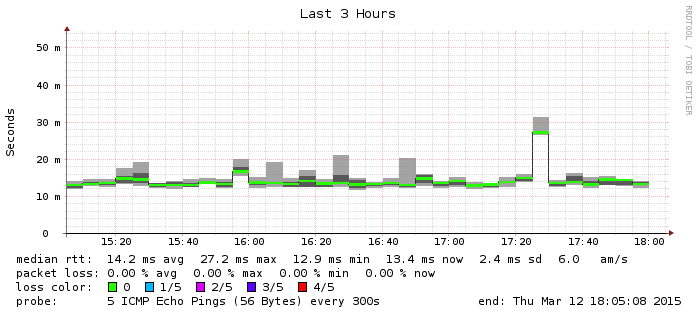 Last 3 Hours
RRDTOOL / TOBI OETIKER
Seconds
50 m
40 m
30 m
20 m
10 m
0
15:20 15:40 16:00 16:20 16:40 17:00 17:20 17:40 18:00
median rtt: 14.2 ms avg 27.2 ms max 12.9 ms min 13.4 ms now 2.4 ms sd 6.0 am/s
packet loss: 0.00 % avg 0.00 % max 0.00 % min 0.00 % now
loss color: 0 1/5 2/5 3/5 4/5
probe: 5 ICMP Echo Pings (56 Bytes) every 300s end: Thu Mar 12 18:05:08 2015